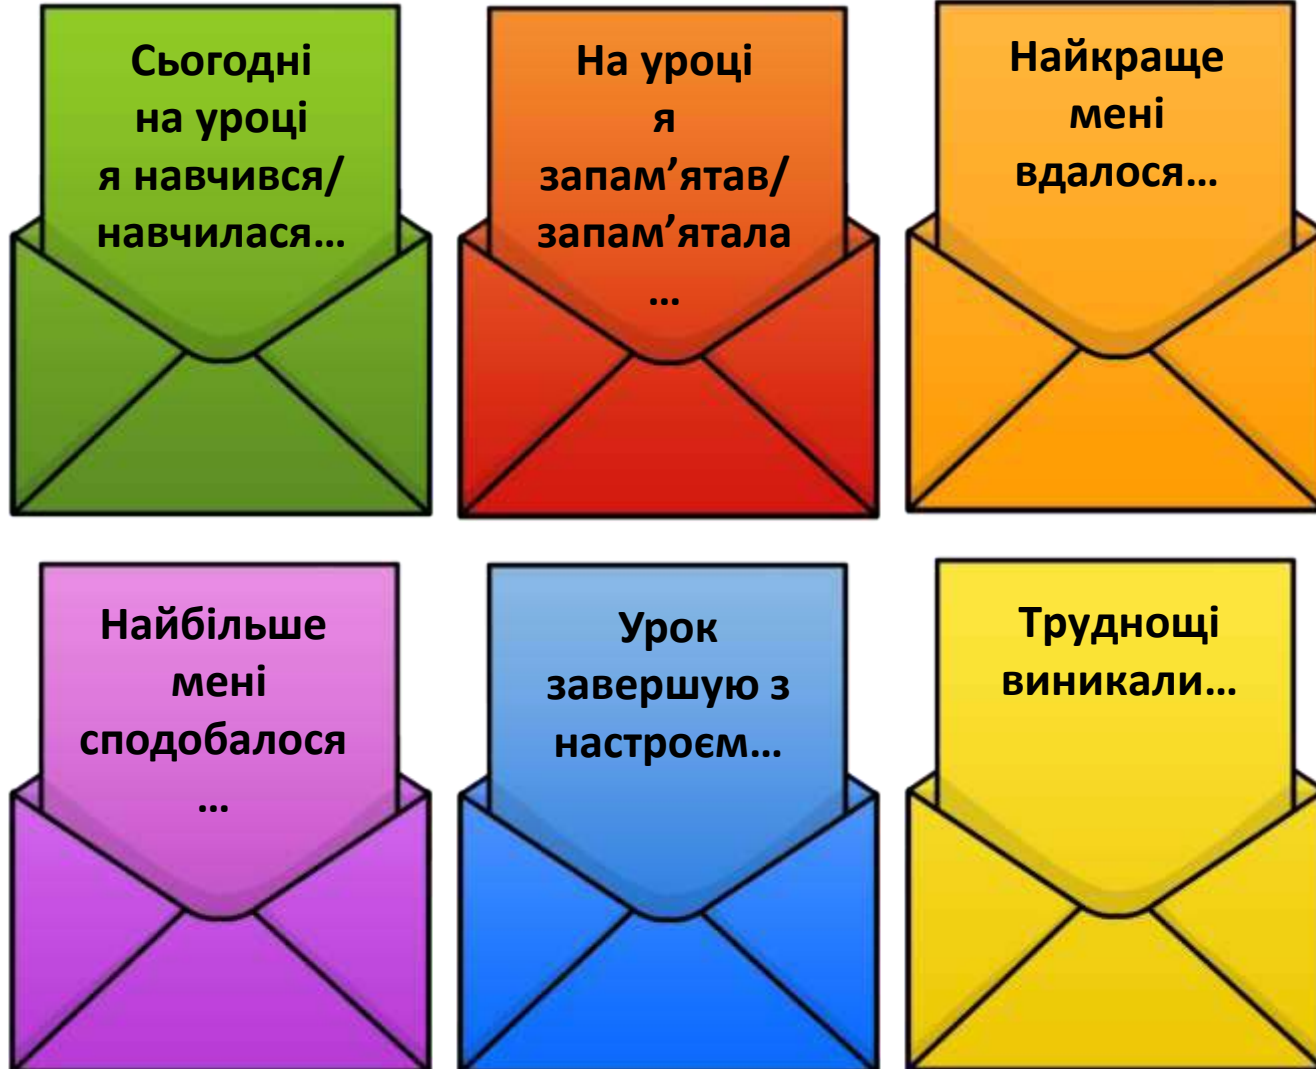 Сьогодні
на уроці
я навчився/
навчилася…
На уроці
я
запам’ятав/
запам’ятала
…
Найкраще
мені
вдалося…
Найбільше
мені
сподобалося
…
Урок
завершую з
настроєм…
Труднощі
виникали…